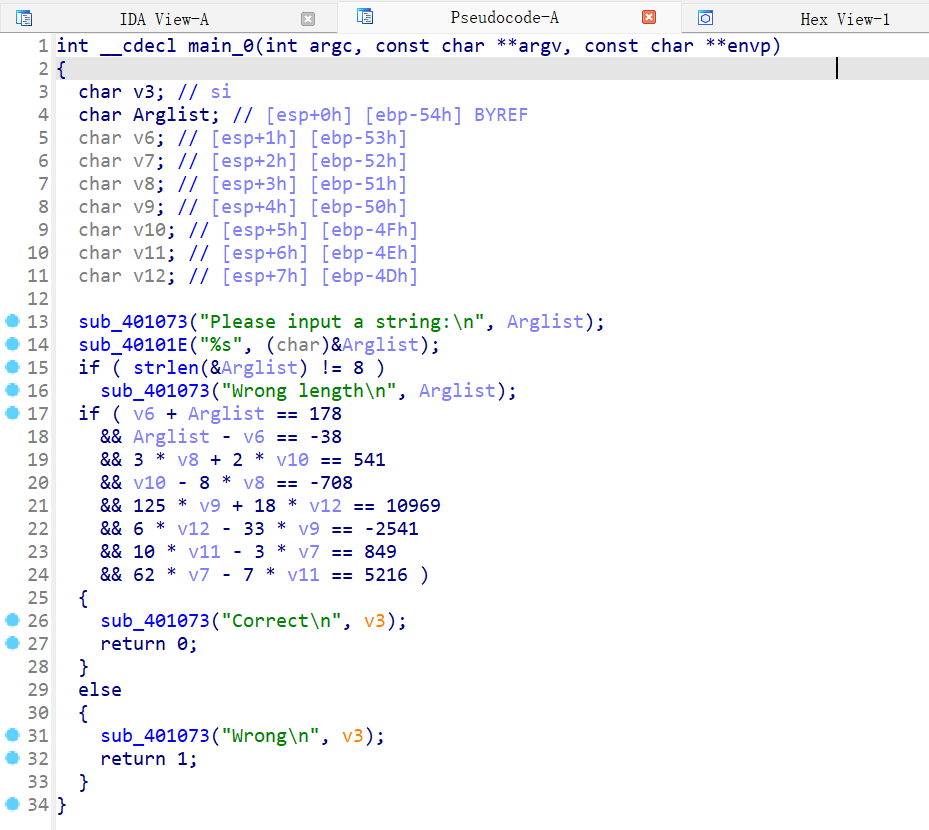 IDA View-A Pseudocode-A Hex View-1
1 int __cdecl main_0(int argc, const char **argv, const char **envp)
2 {
3   char v3; // si
4   char Arglist; // [esp+0h] [ebp-54h] BYREF
5   char v6; // [esp+1h] [ebp-53h]
6   char v7; // [esp+2h] [ebp-52h]
7   char v8; // [esp+3h] [ebp-51h]
8   char v9; // [esp+4h] [ebp-50h]
9   char v10; // [esp+5h] [ebp-4Fh]
10   char v11; // [esp+6h] [ebp-4Eh]
11   char v12; // [esp+7h] [ebp-4Dh]
12
13   sub_401073("Please input a string:\n", Arglist);
14   sub_40101E("%s", (char)&Arglist);
15   if ( strlen(&Arglist) != 8 )
16     sub_401073("Wrong length\n", Arglist);
17   if ( v6 + Arglist == 178
18     && Arglist - v6 == -38
19     && 3 * v8 + 2 * v10 == 541
20     && v10 - 8 * v8 == -708
21     && 125 * v9 + 18 * v12 == 10969
22     && 6 * v12 - 33 * v9 == -2541
23     && 10 * v11 - 3 * v7 == 849
24     && 62 * v7 - 7 * v11 == 5216 )
25   {
26     sub_401073("Correct\n", v3);
27     return 0;
28   }
29   else
30   {
31     sub_401073("Wrong\n", v3);
32     return 1;
33   }
34 }